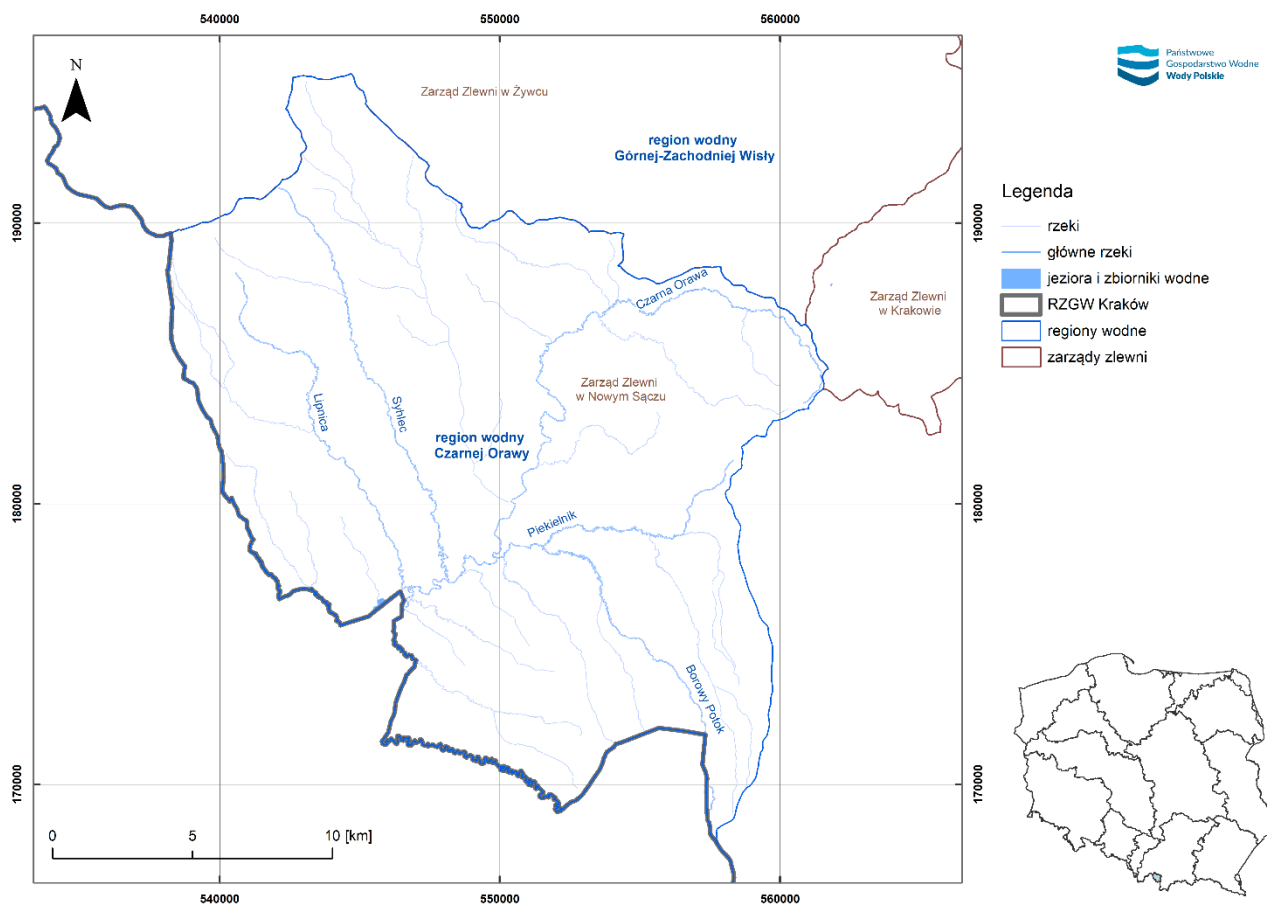 540000
550000
560000
N
Zarząd Zlewni w Żywcu
region wodny
Górnej-Zachodniej Wisły
Państwowe
Gospodarstwo Wodne
Wody Polskie
190000
190000
Legenda
rzeki
główne rzeki
jeziora i zbiorniki wodne
RZGW Kraków
regiony wodne
zarządy zlewni
Czarna Orawa
Zarząd Zlewni
w Krakowie
Zarząd Zlewni
w Nowym Sączu
Lipnica
Syhlec
region wodny
Czarnej Orawy
180000
180000
Piekielnik
Borowy Potok
170000
170000
0
5
10 [km]
540000
550000
560000